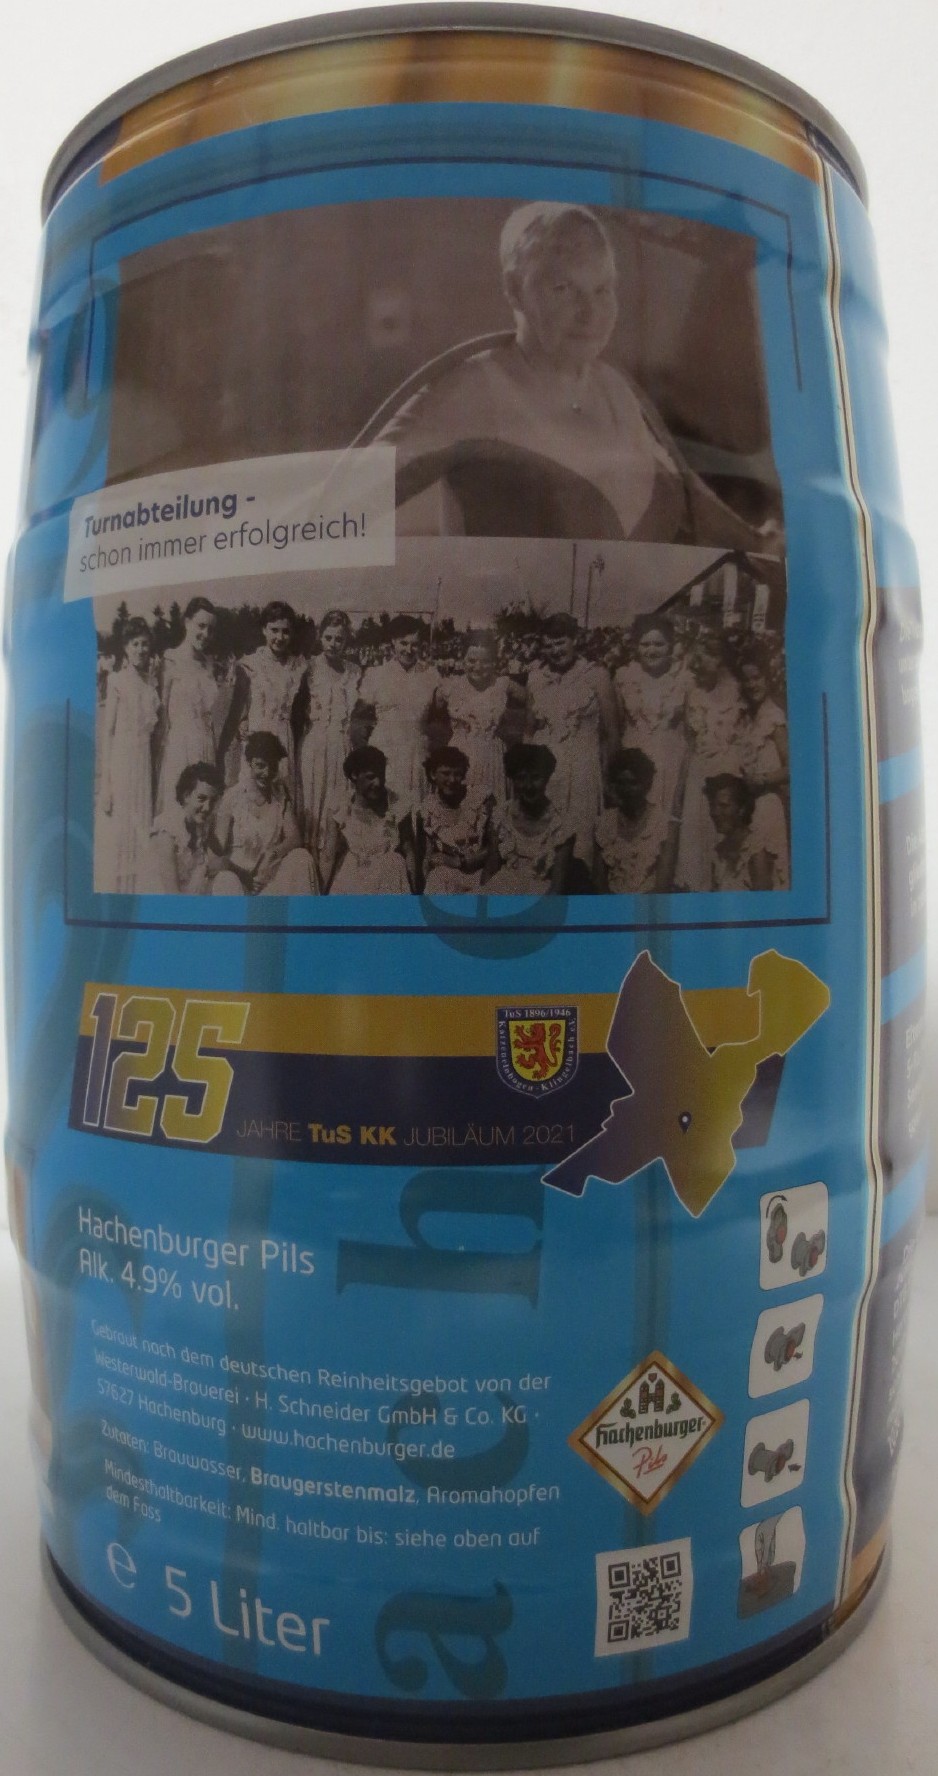 Turnabteilung -
schon immer erfolgreich!
125
JAHRE TuS KK JUBILÄUM 2021
TuS 1896/1946
Katzenelnbogen-Klingelbach e.V.
Hachenburger Pils
Alk. 4.9% vol.
Gebraut nach dem deutschen Reinheitsgebot von der
Westerwald-Brauerei · H. Schneider GmbH & Co. KG ·
57627 Hachenburg · www.hachenburger.de
Zutaten: Brauwasser, Braugerstenmalz, Aromahopfen
Mindesthaltbarkeit: Mind. haltbar bis: siehe oben auf
dem Fass
e 5 Liter
H
Hachenburger
Pils
a c h e